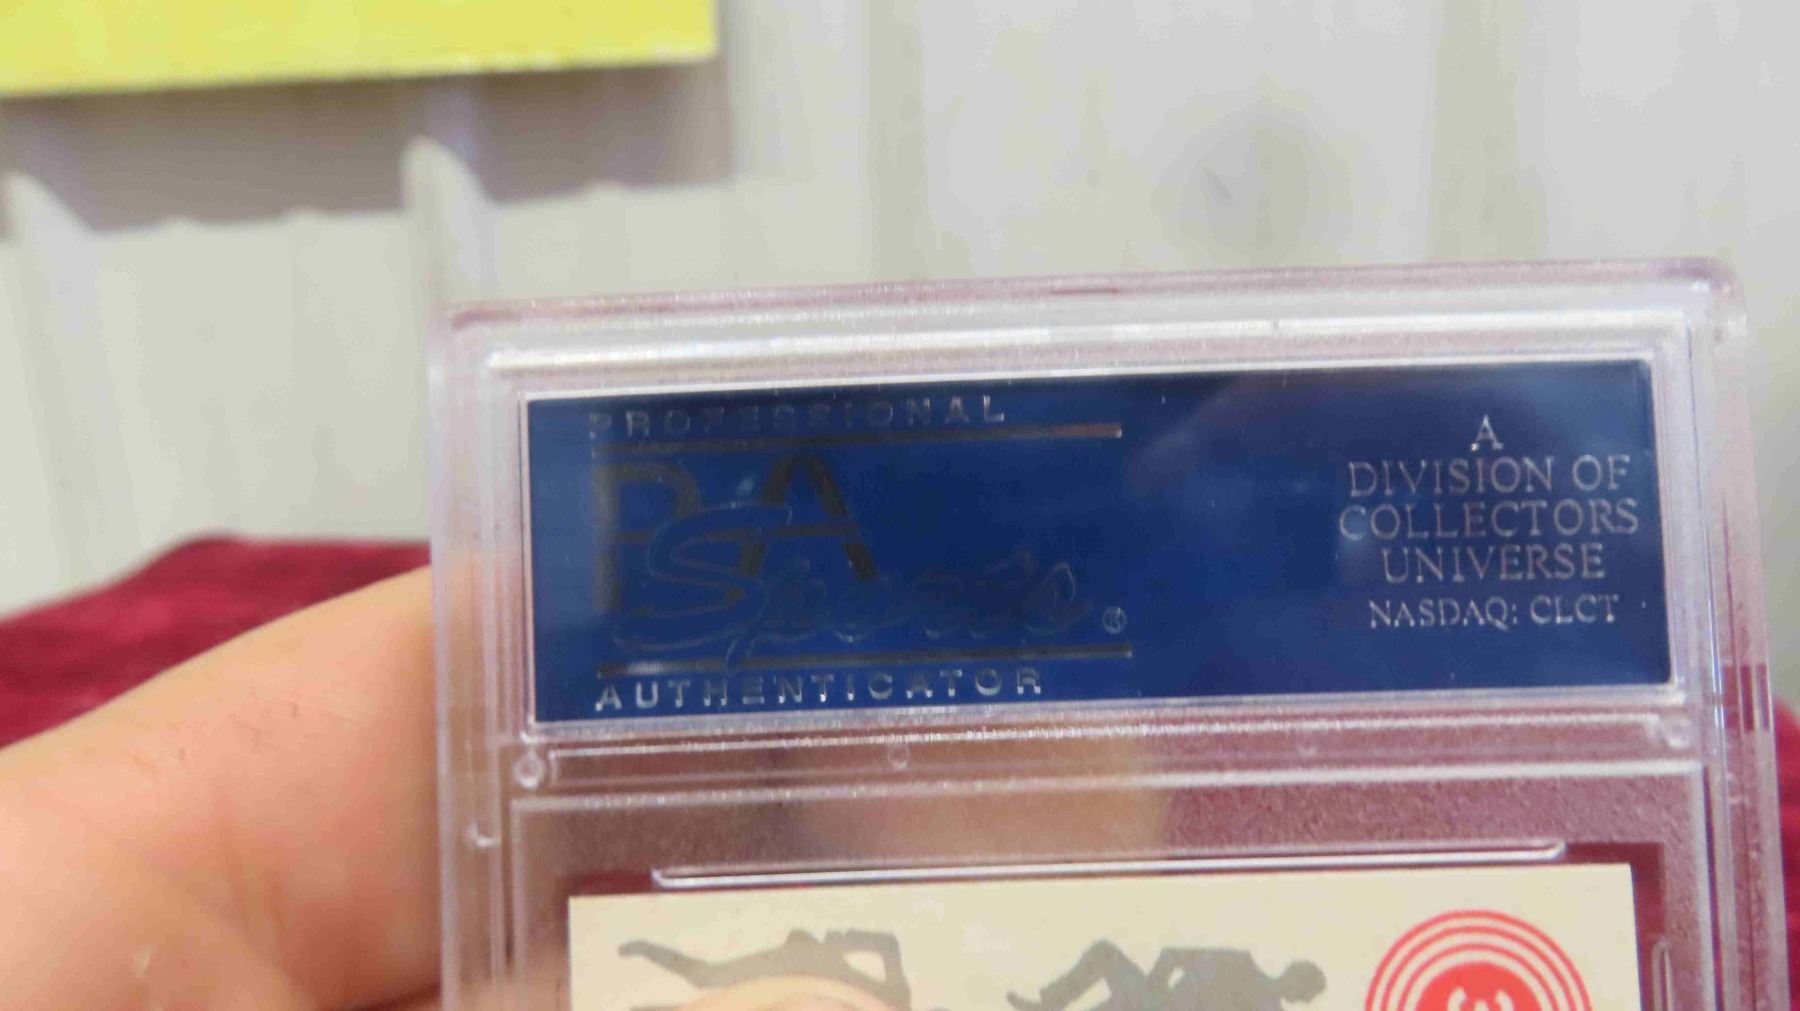 PROFESSIONAL
PSA
Sports®
AUTHENTICATOR
A
DIVISION OF
COLLECTORS
UNIVERSE
NASDAQ: CLCT